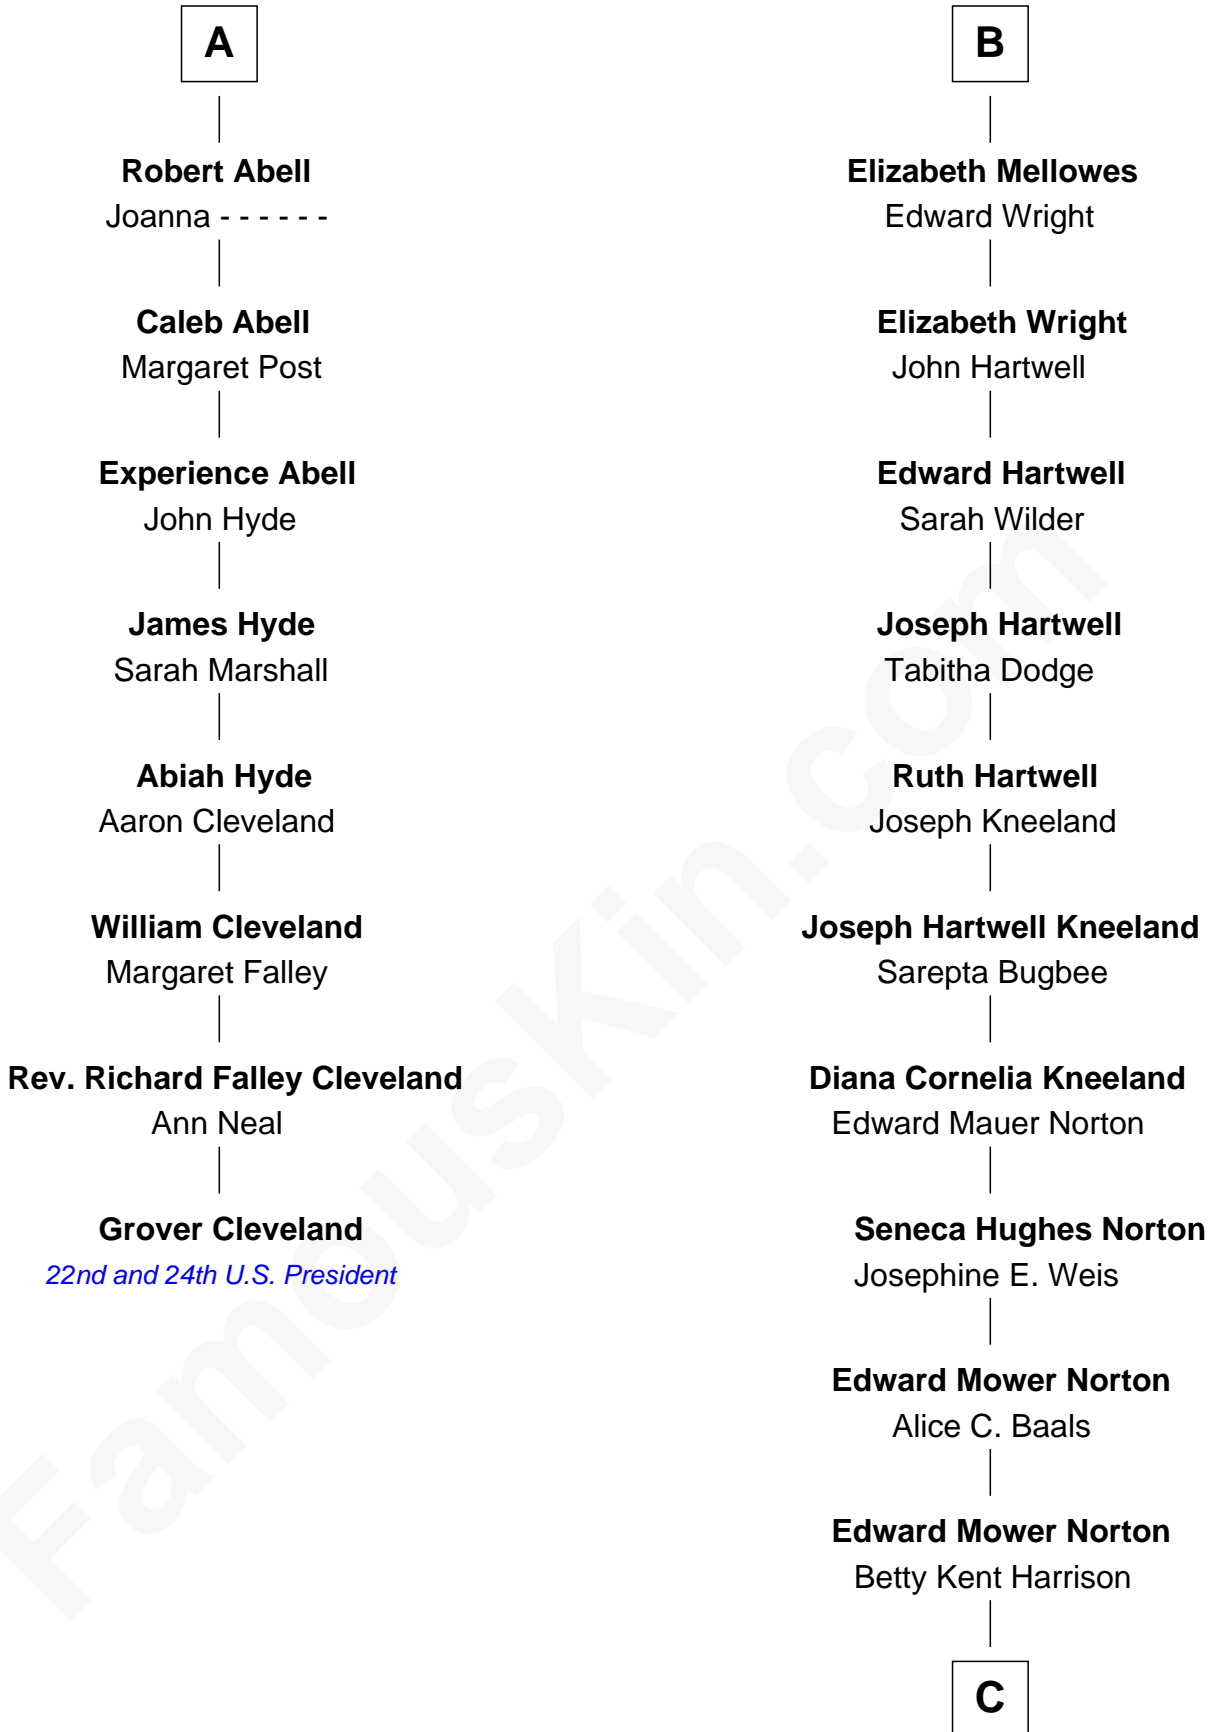 A
Robert Abell
Joanna - - - - - -
Caleb Abell
Margaret Post
Experience Abell
John Hyde
James Hyde
Sarah Marshall
Abiah Hyde
Aaron Cleveland
William Cleveland
Margaret Falley
Rev. Richard Falley Cleveland
Ann Neal
Grover Cleveland
22nd and 24th U.S. President
B
Elizabeth Mellowes
Edward Wright
Elizabeth Wright
John Hartwell
Edward Hartwell
Sarah Wilder
Joseph Hartwell
Tabitha Dodge
Ruth Hartwell
Joseph Kneeland
Joseph Hartwell Kneeland
Sarepta Bugbee
Diana Cornelia Kneeland
Edward Mauer Norton
Seneca Hughes Norton
Josephine E. Weis
Edward Mower Norton
Alice C. Baals
Edward Mower Norton
Betty Kent Harrison
C
FamousKin.com